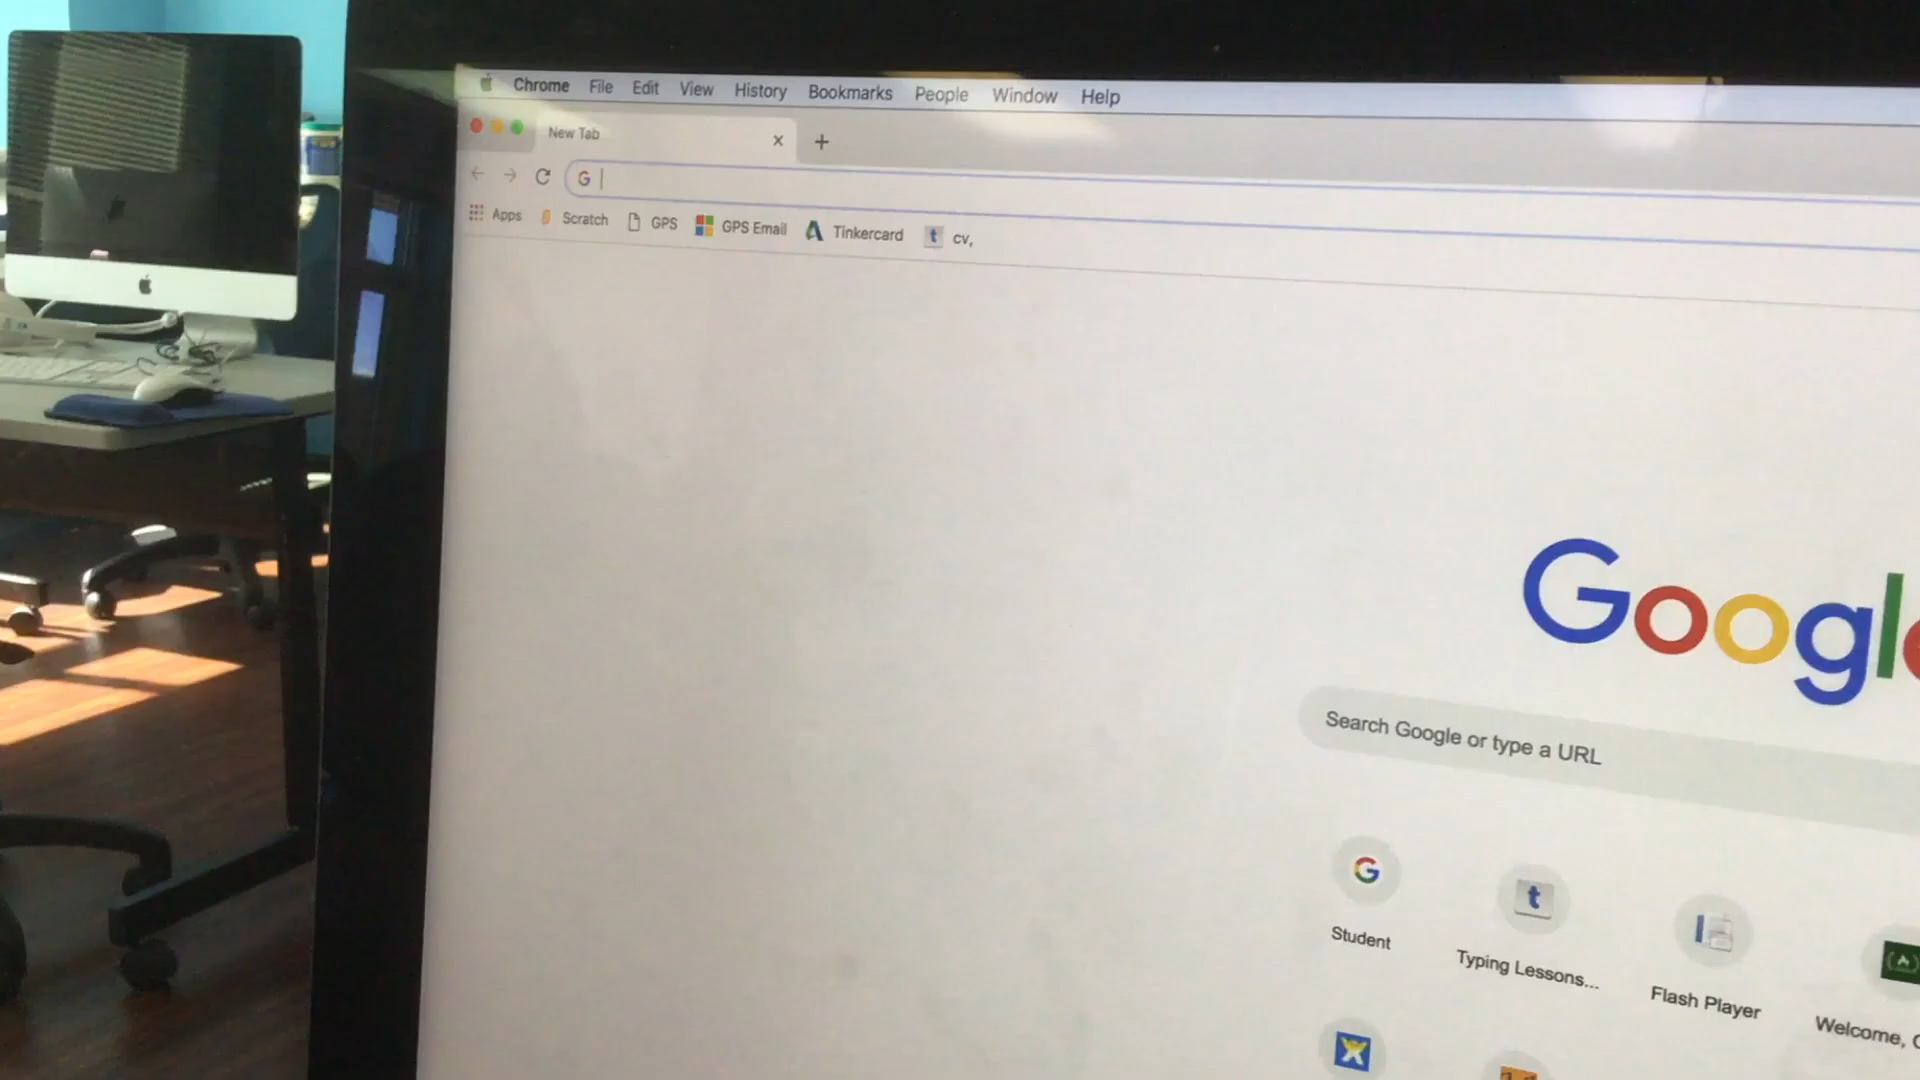 Chrome File Edit View History Bookmarks People Window Help
New Tab
Apps Scratch GPS GPS Email Tinkercard cv,
Google
Search Google or type a URL
Student Typing Lessons... Flash Player Welcome,